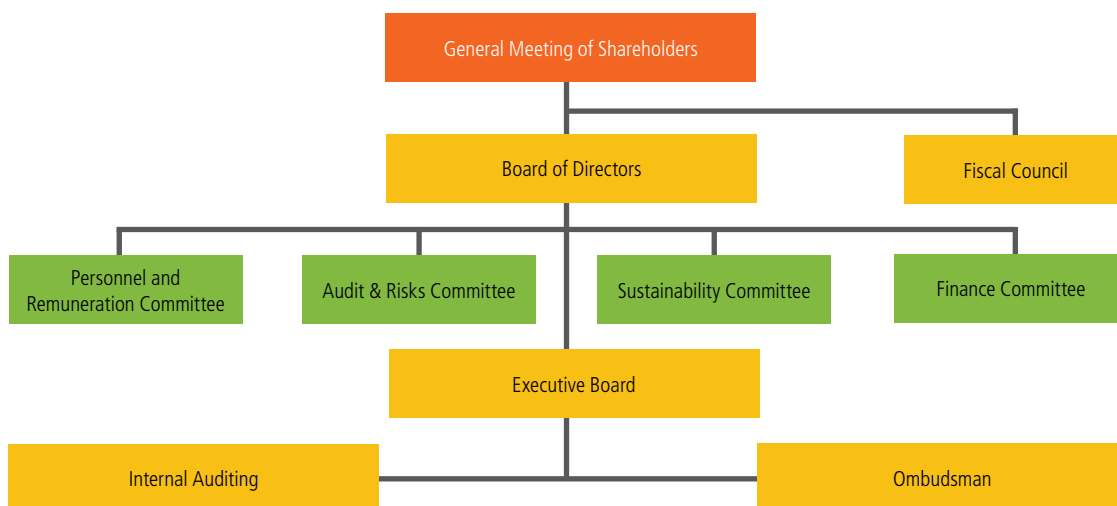 General Meeting of Shareholders
Board of Directors
Fiscal Council
Personnel and
Remuneration Committee
Audit & Risks Committee
Sustainability Committee
Finance Committee
Executive Board
Internal Auditing
Ombudsman